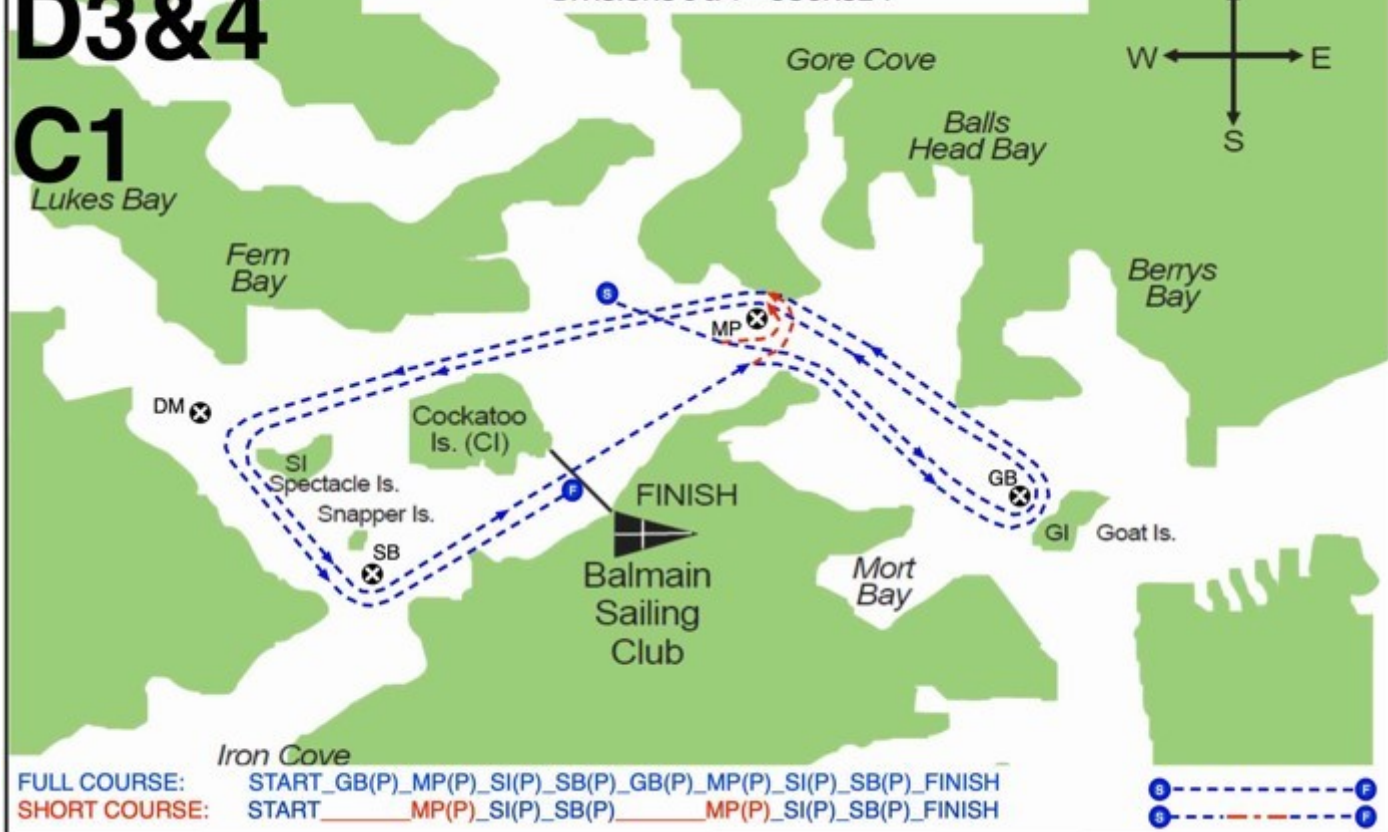 D3&4
C1
Gore Cove
W
E
S
Balls
Head Bay
Lukes Bay
Fern
Bay
Berrys
Bay
S
MP
DM
Cockatoo
Is. (CI)
SI
Spectacle Is.
Snapper Is.
SB
F
FINISH
GB
GI
Goat Is.
Balmain
Sailing
Club
Mort
Bay
Iron Cove
FULL COURSE: START_GB(P)_MP(P)_SI(P)_SB(P)_GB(P)_MP(P)_SI(P)_SB(P)_FINISH
S F
SHORT COURSE: START_______MP(P)_SI(P)_SB(P)_______MP(P)_SI(P)_SB(P)_FINISH
S F